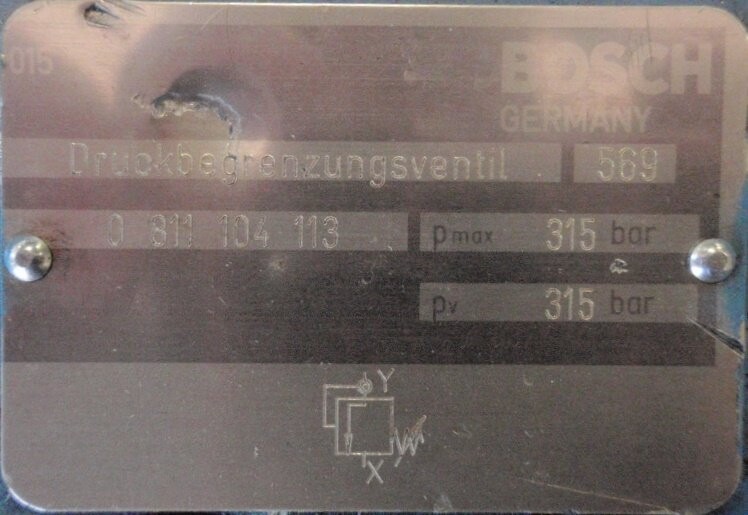 015
BOSCH
GERMANY
Druckbegrenzungsventil 569
0 811 104 113 pmax 315 bar
pv 315 bar
Y
X